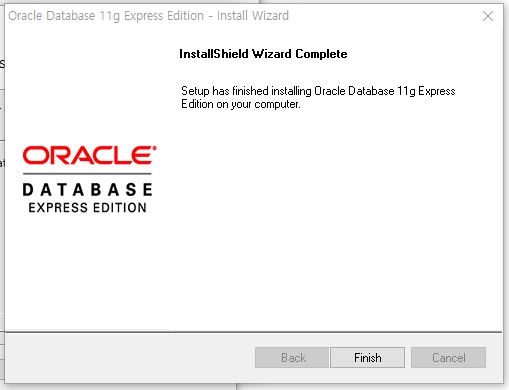 Oracle Database 11g Express Edition - Install Wizard
InstallShield Wizard Complete
Setup has finished installing Oracle Database 11g Express
Edition on your computer.
ORACLE®
DATABASE
EXPRESS EDITION
Back
Finish
Cancel